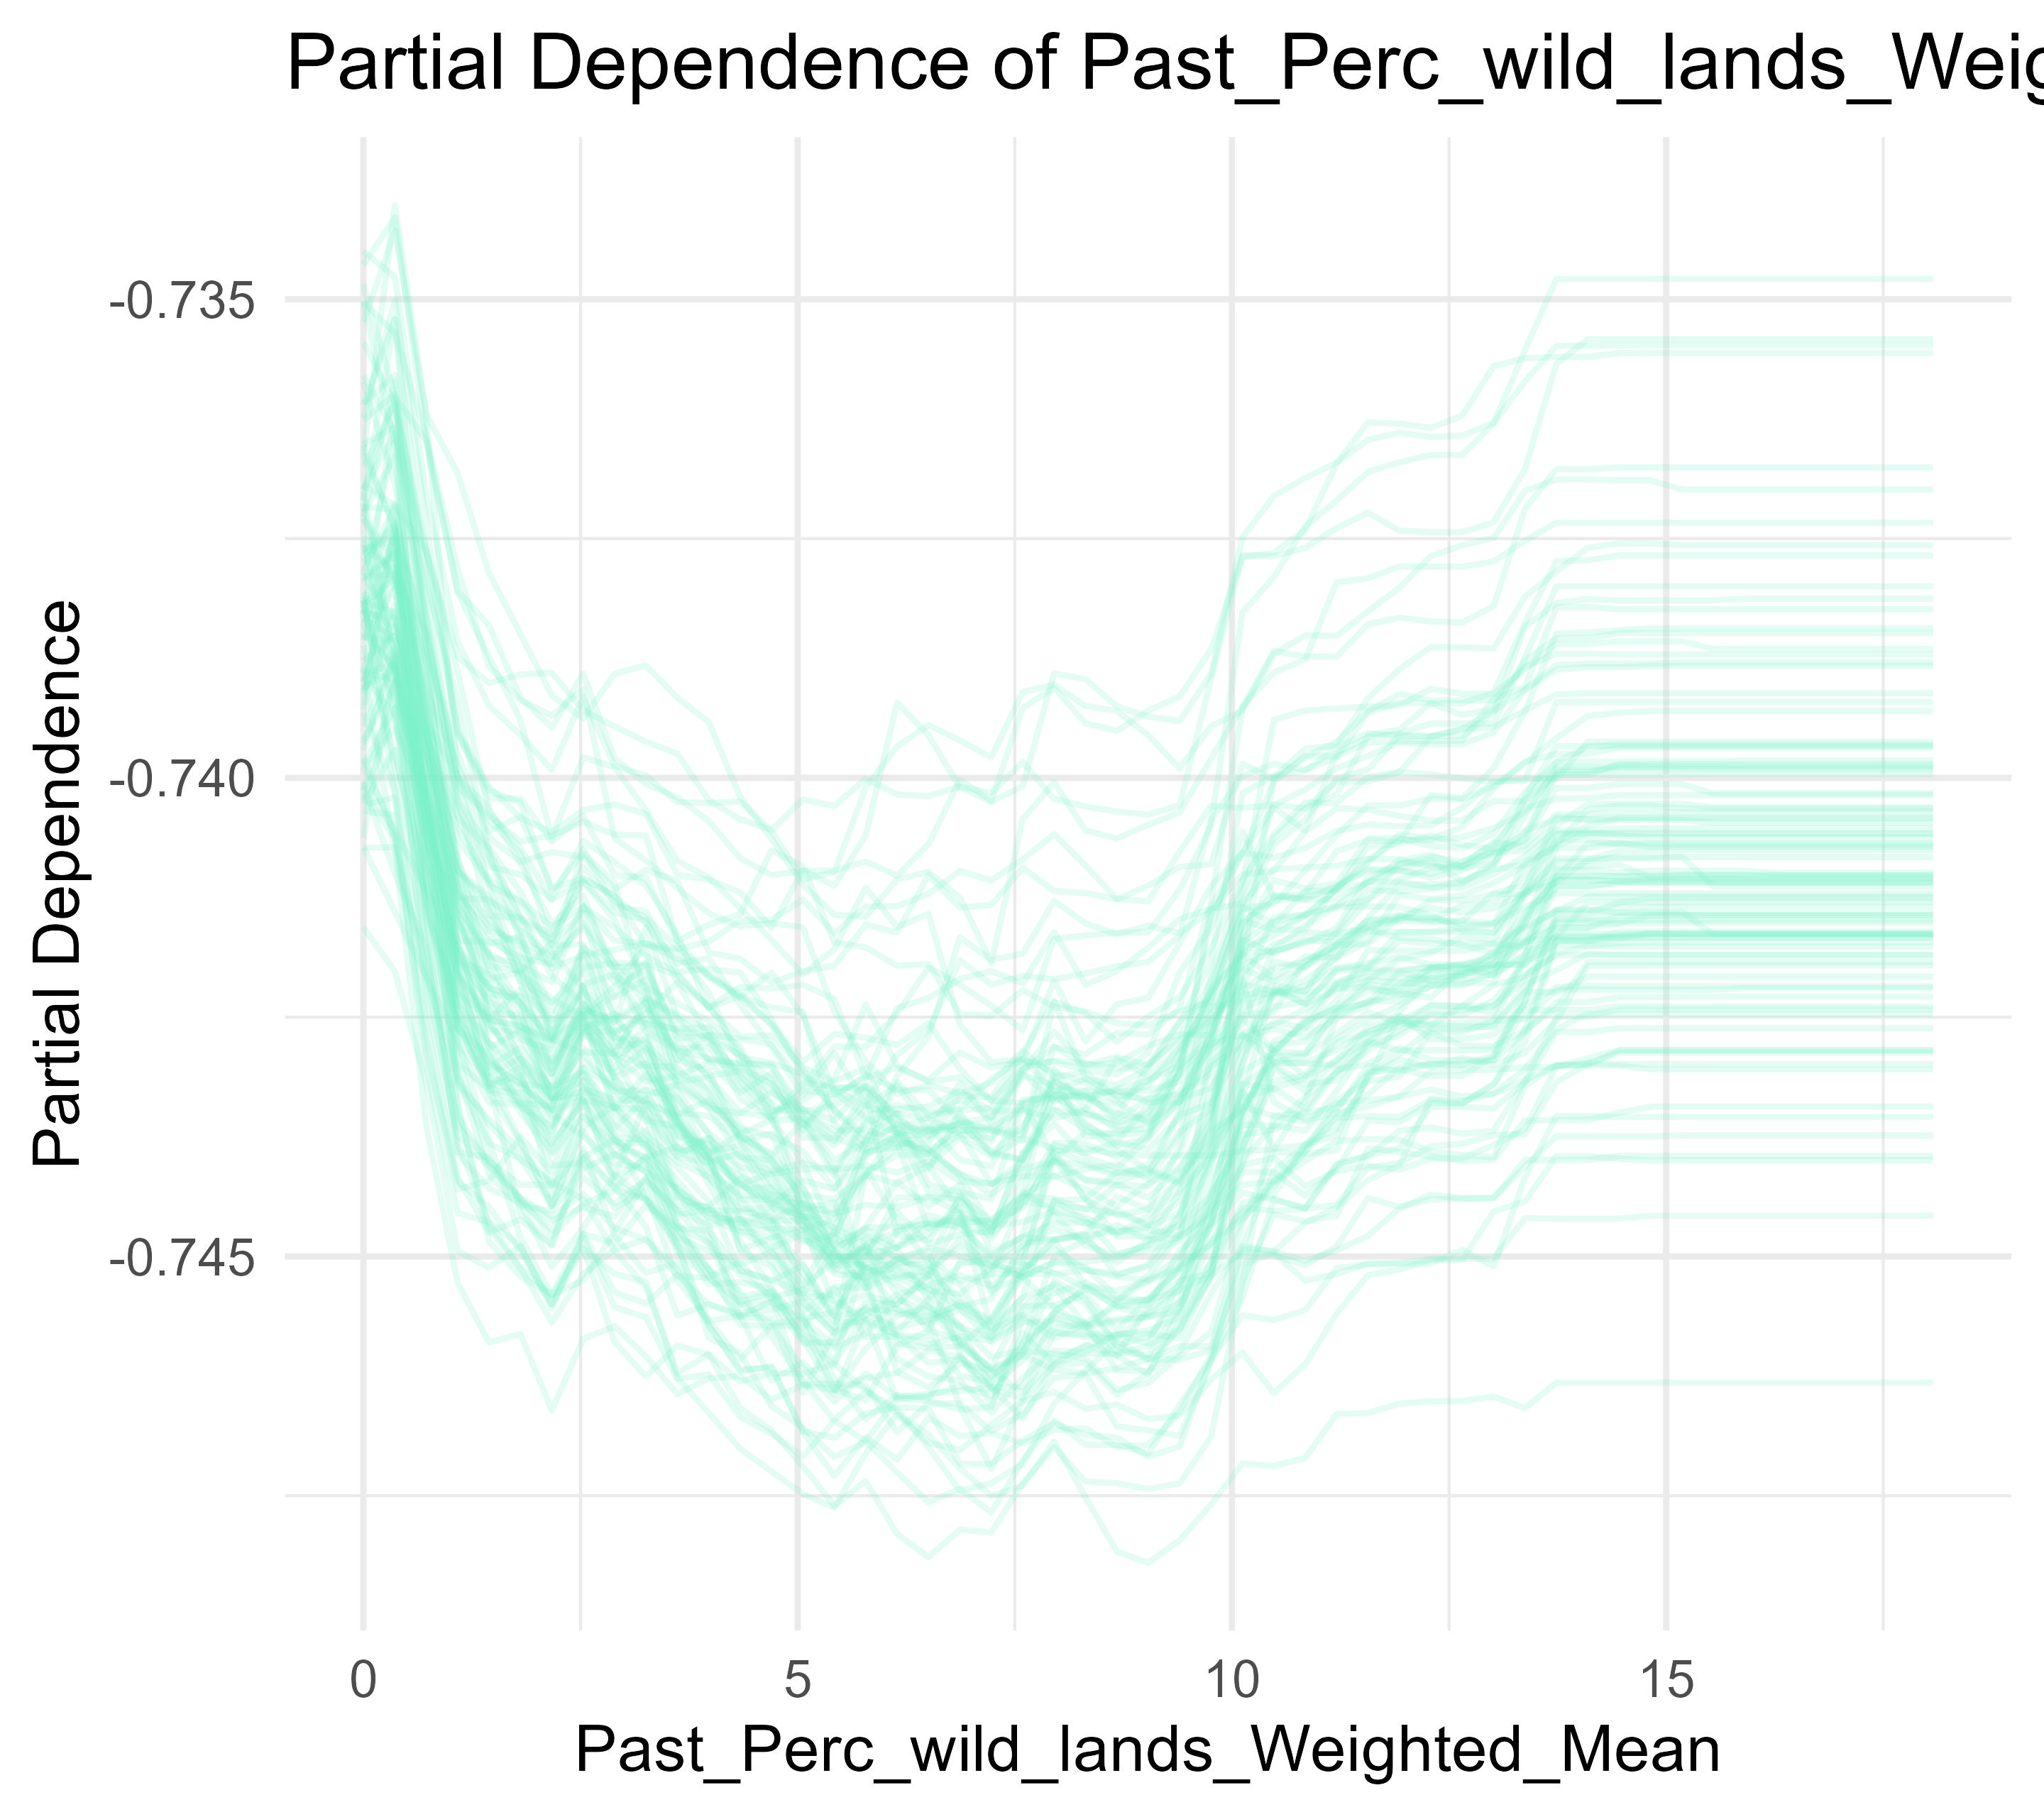 Partial Dependence of Past_Perc_wild_lands_Weig
-0.735
-0.740
-0.745
Partial Dependence
0 5 10 15
Past_Perc_wild_lands_Weighted_Mean